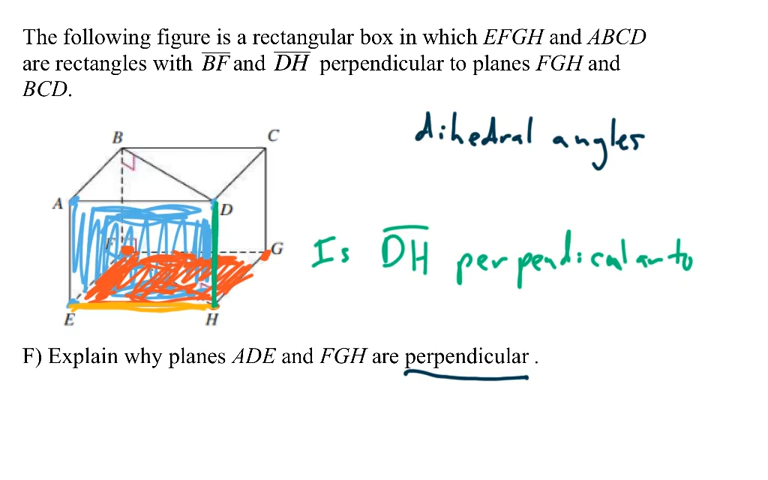 The following figure is a rectangular box in which EFGH and ABCD
are rectangles with BF and DH perpendicular to planes FGH and
BCD.
dihedral angles
B
C
A
D
F
G
Is DH perpendicalar to
E
H
F) Explain why planes ADE and FGH are perpendicular .